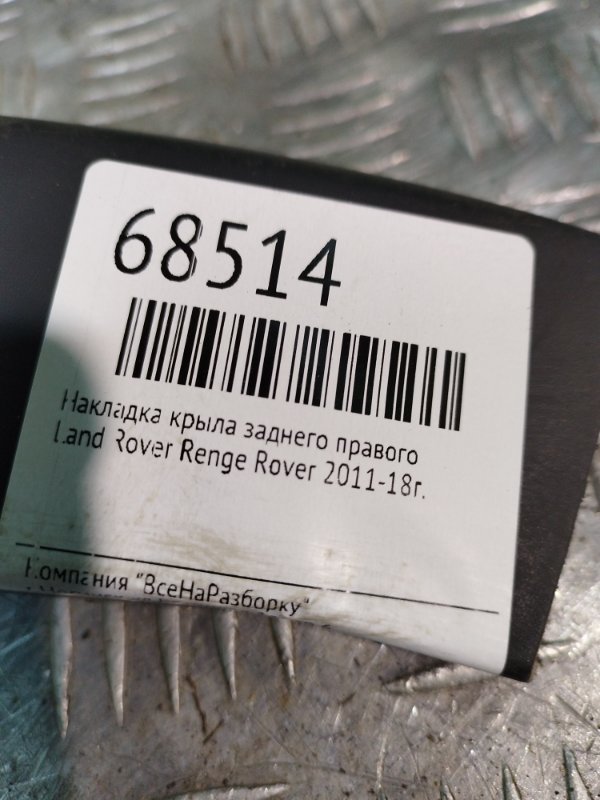 68514
Накладка крыла заднего правого
Land Rover Renge Rover 2011-18г.
Компания "ВсеНаРазборку"